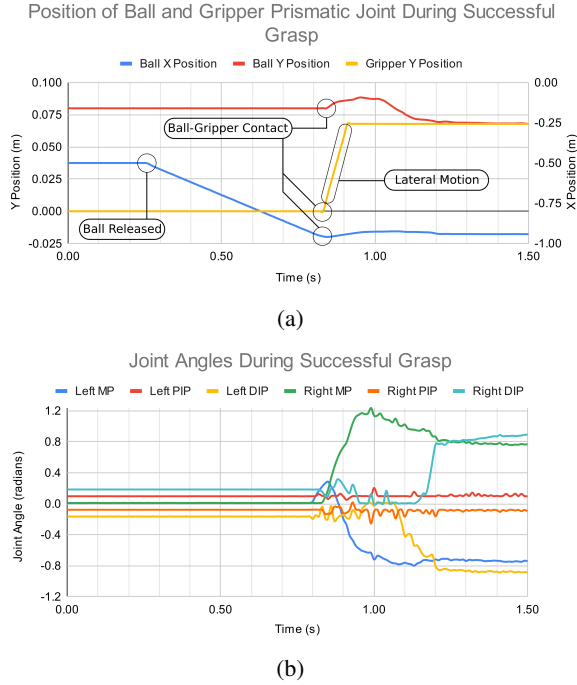 Position of Ball and Gripper Prismatic Joint During Successful
Grasp
Ball X Position Ball Y Position Gripper Y Position
0.100 0.00
0.075 -0.25
0.050 -0.50
0.025
0.000 -0.75
-0.025 -1.00
Y Position (m)
X Position (m)
Ball-Gripper Contact
Lateral Motion
Ball Released
0.00 0.50 1.00 1.50
Time (s)
(a)
Joint Angles During Successful Grasp
Left MP Left PIP Left DIP Right MP Right PIP Right DIP
1.2
0.8
0.4
0.0
-0.4
-0.8
-1.2
Joint Angle (radians)
0.00 0.50 1.00 1.50
Time (s)
(b)